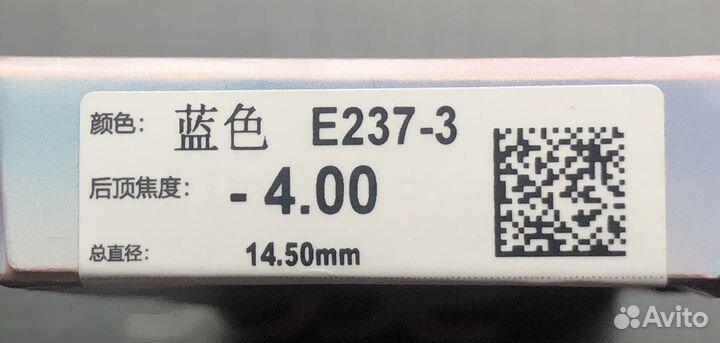 颜色: 蓝色 E237-3
后顶焦度: - 4.00
总直径: 14.50mm
Avito